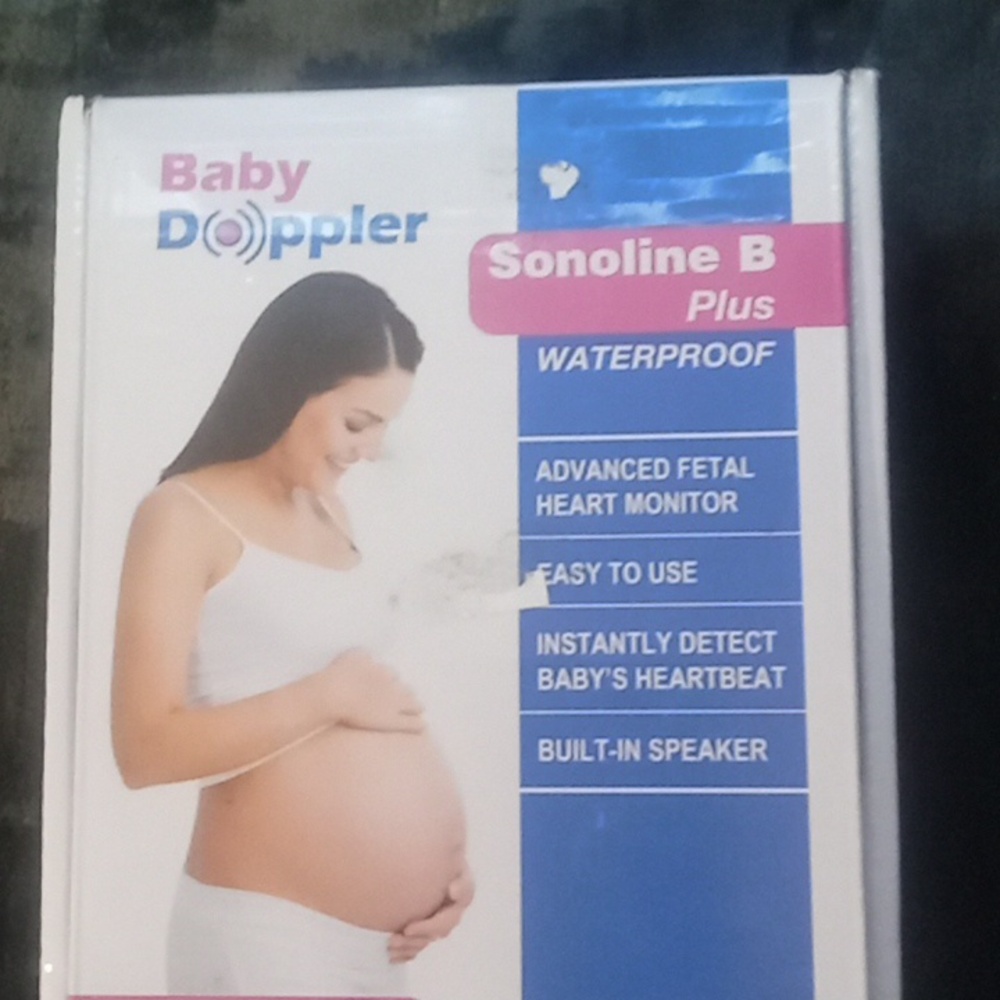 Baby
Doppler
Sonoline B
Plus
WATERPROOF
ADVANCED FETAL
HEART MONITOR
EASY TO USE
INSTANTLY DETECT
BABY'S HEARTBEAT
BUILT-IN SPEAKER